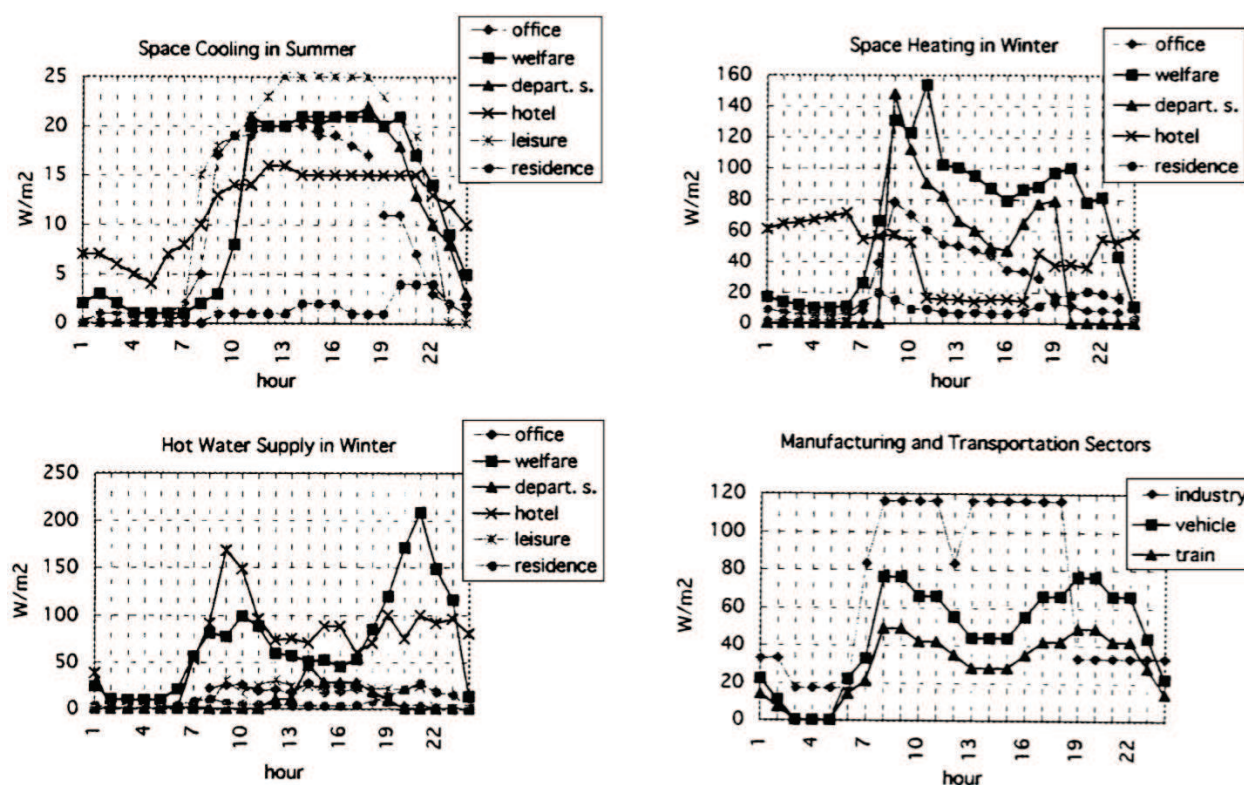 Space Cooling in Summer
office
welfare
depart. s.
hotel
leisure
residence
W/m2
25
20
15
10
5
0
1
4
7
10
13
16
19
22
hour
Space Heating in Winter
office
welfare
depart. s.
hotel
residence
W/m2
160
140
120
100
80
60
40
20
0
1
4
7
10
13
16
19
22
hour
Hot Water Supply in Winter
office
welfare
depart. s.
hotel
leisure
residence
W/m2
250
200
150
100
50
0
1
4
7
10
13
16
19
22
hour
Manufacturing and Transportation Sectors
industry
vehicle
train
W/m2
120
100
80
60
40
20
0
1
4
7
10
13
16
19
22
hour